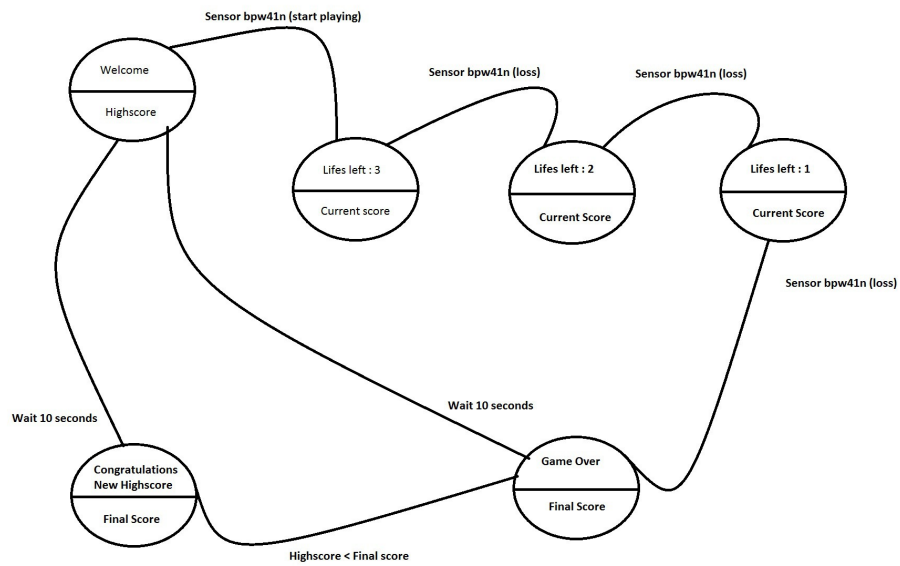 Sensor bpw41n (start playing)
Welcome
Highscore
Sensor bpw41n (loss)
Sensor bpw41n (loss)
Lifes left : 3
Current score
Lifes left : 2
Current Score
Lifes left : 1
Current Score
Sensor bpw41n (loss)
Wait 10 seconds
Wait 10 seconds
Congratulations
New Highscore
Final Score
Game Over
Final Score
Highscore < Final score